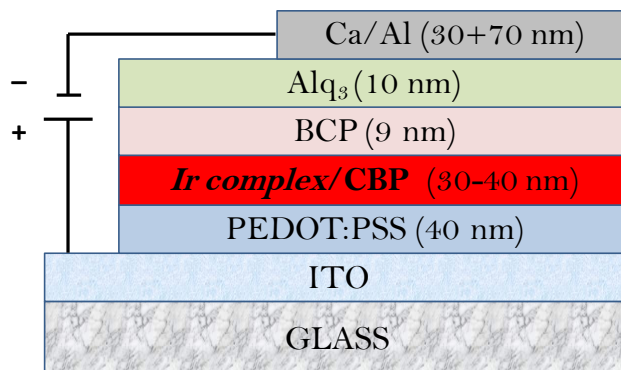 Ca/Al (30+70 nm)
–
Alq₃ (10 nm)
+
BCP (9 nm)
Ir complex/CBP (30-40 nm)
PEDOT:PSS (40 nm)
ITO
GLASS